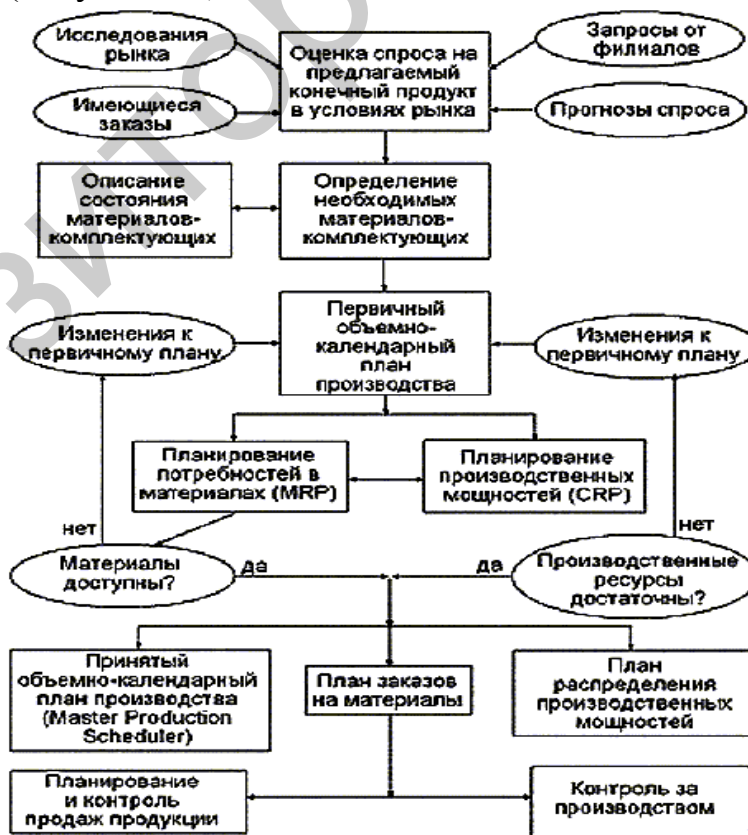 Исследования
рынка
Оценка спроса на
предлагаемый
конечный продукт
в условиях рынка
Запросы от
филиалов
Имеющиеся
заказы
Прогнозы спроса
Описание
состояния
материалов-
комплектующих
Определение
необходимых
материалов-
комплектующих
Изменения к
первичному плану
Первичный
объемно-
календарный
план
производства
Изменения к
первичному плану
Планирование
потребностей в
материалах (MRP)
Планирование
производственных
мощностей (CRP)
нет
нет
Материалы
доступны?
да
да
Производственные
ресурсы
достаточны?
Принятый
объемно-календарный
план производства
(Master Production
Scheduler)
План заказов
на материалы
План
распределения
производственных
мощностей
Планирование
и контроль
продаж продукции
Контроль за
производством
ЗИТО